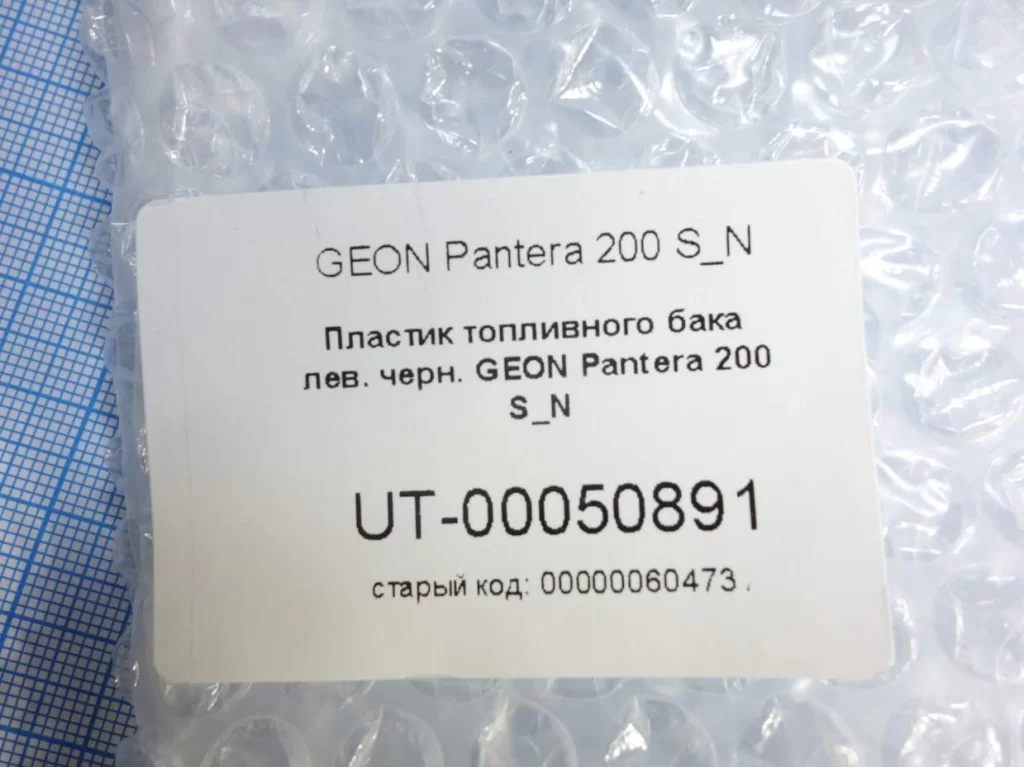 GEON Pantera 200 S_N
Пластик топливного бака
лев. черн. GEON Pantera 200
S_N
UT-00050891
старый код: 00000060473 .